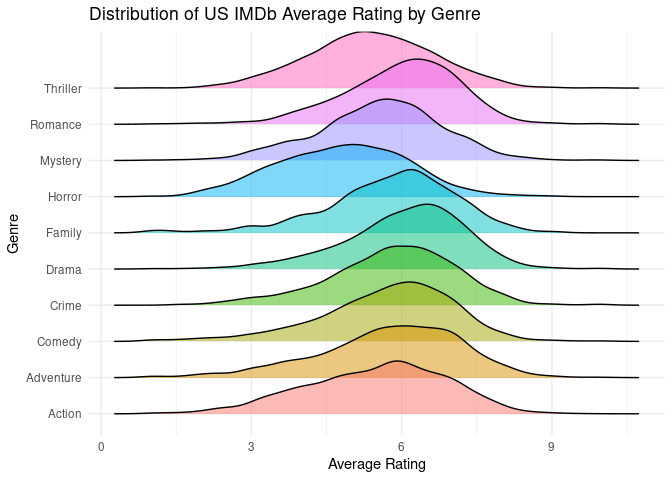 Distribution of US IMDb Average Rating by Genre
Genre
Thriller
Romance
Mystery
Horror
Family
Drama
Crime
Comedy
Adventure
Action
0 3 6 9
Average Rating